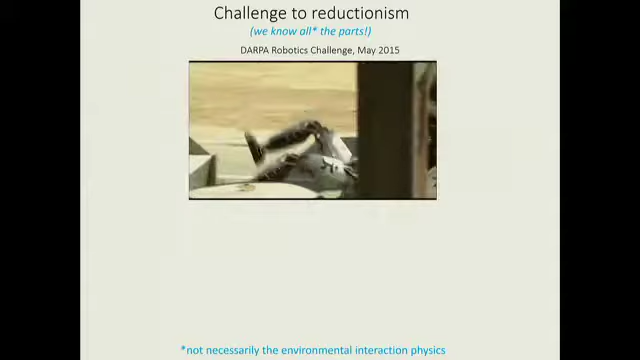 Challenge to reductionism
(we know all* the parts!)
DARPA Robotics Challenge, May 2015
*not necessarily the environmental interaction physics